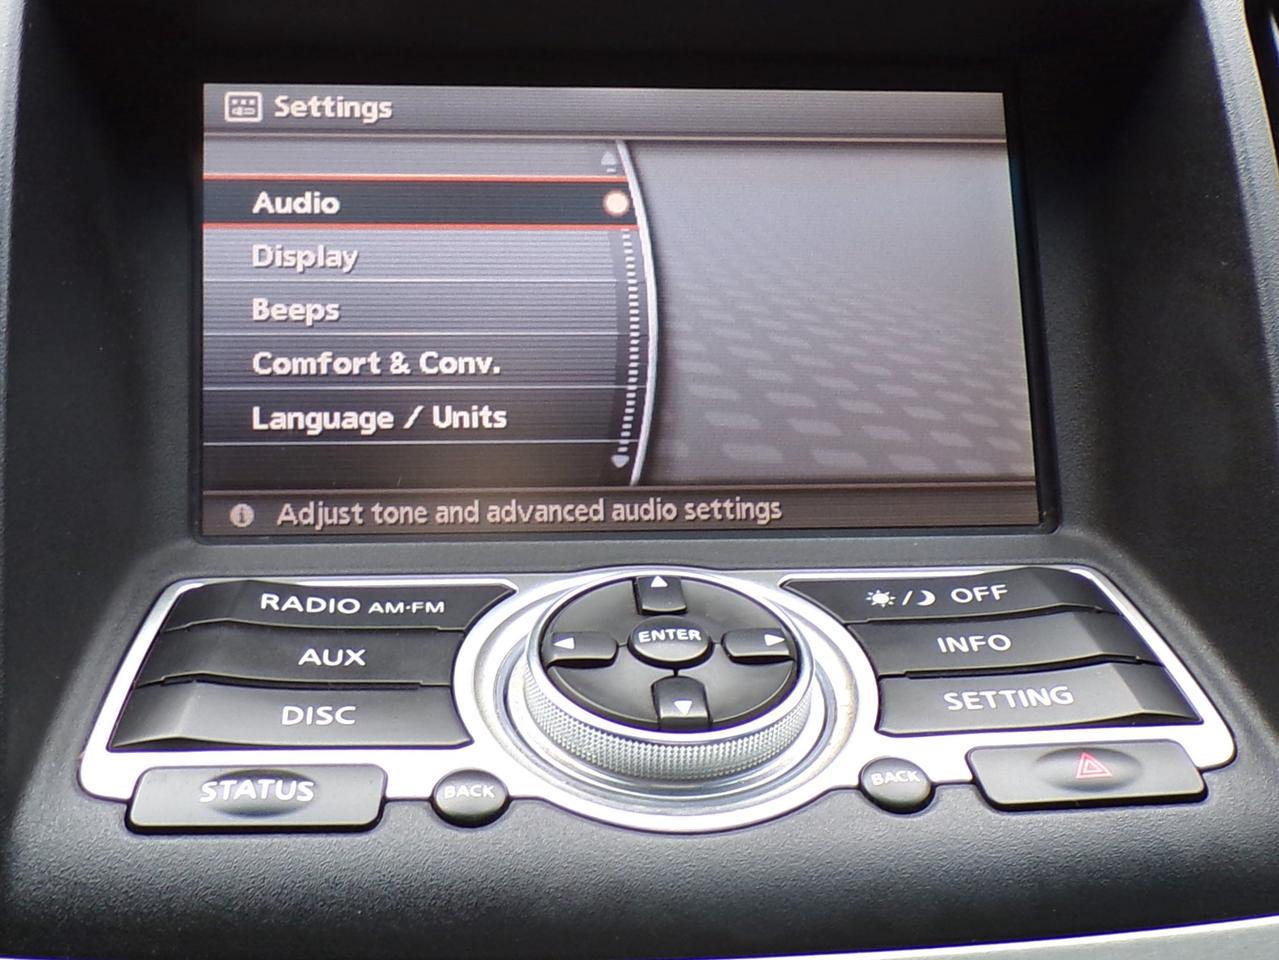 Settings
Audio
Display
Beeps
Comfort & Conv.
Language / Units
Adjust tone and advanced audio settings
RADIO AM·FM
AUX
DISC
STATUS
BACK
ENTER
/ OFF
INFO
SETTING
BACK